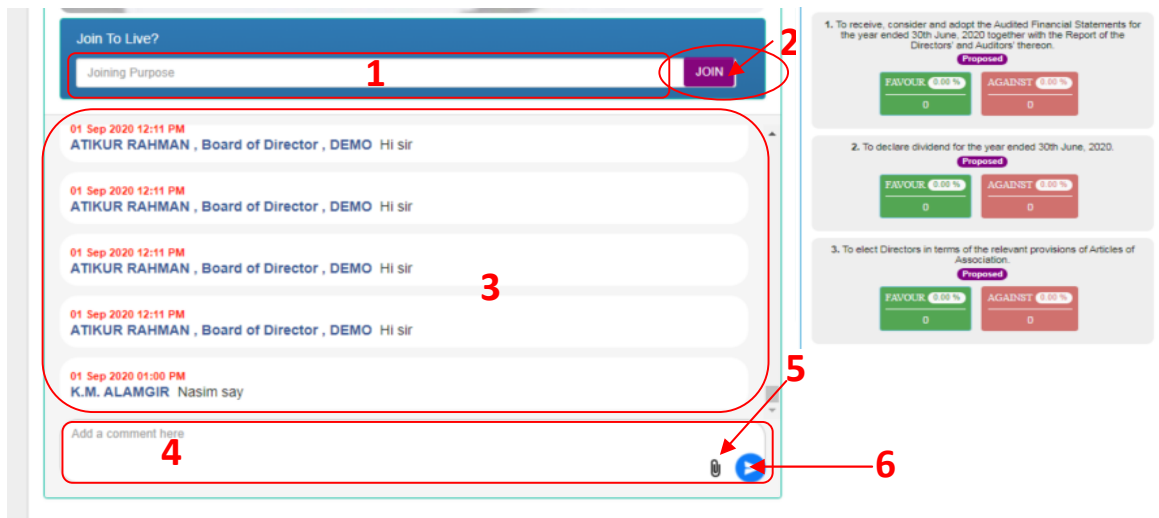 Join To Live?
Joining Purpose
1
JOIN
2
01 Sep 2020 12:11 PM
ATIKUR RAHMAN , Board of Director , DEMO Hi sir
01 Sep 2020 12:11 PM
ATIKUR RAHMAN , Board of Director , DEMO Hi sir
01 Sep 2020 12:11 PM
ATIKUR RAHMAN , Board of Director , DEMO Hi sir
3
01 Sep 2020 12:11 PM
ATIKUR RAHMAN , Board of Director , DEMO Hi sir
01 Sep 2020 01:00 PM
K.M. ALAMGIR Nasim say
Add a comment here
4
5
6
1. To receive, consider and adopt the Audited Financial Statements for
the year ended 30th June, 2020 together with the Report of the
Directors' and Auditors' thereon.
Proposed
FAVOUR 0.00 % AGAINST 0.00 %
0 0
2. To declare dividend for the year ended 30th June, 2020.
Proposed
FAVOUR 0.00 % AGAINST 0.00 %
0 0
3. To elect Directors in terms of the relevant provisions of Articles of
Association.
Proposed
FAVOUR 0.00 % AGAINST 0.00 %
0 0